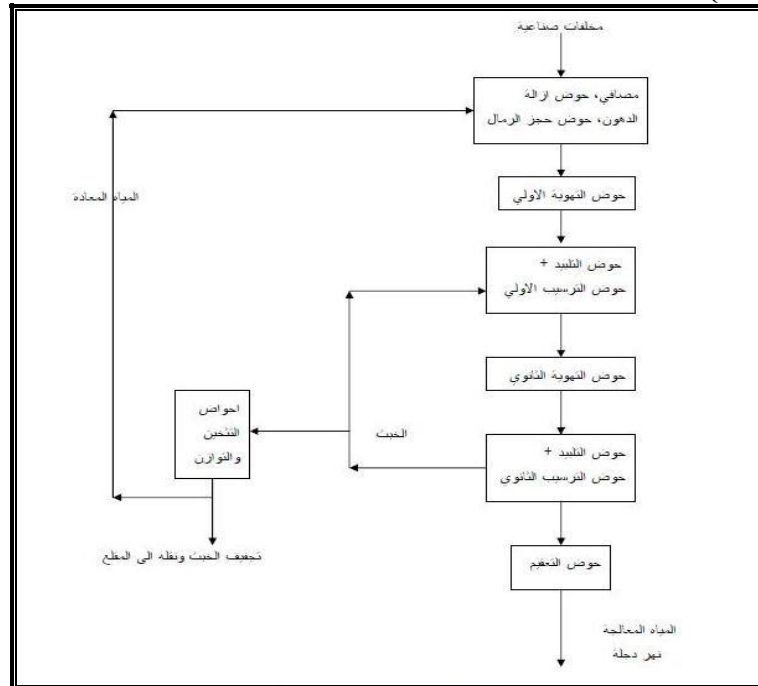 مخلفات صناعية
مصافي، حوض ازالة
الدهون، حوض حجز الرمال
المياه المعادة
حوض التهوية الاولي
حوض التلبيد +
حوض الترسيب الاولي
حوض التهوية الثانوي
احواض
التثخين
والتوازن
الخبث
حوض التلبيد +
حوض الترسيب الثانوي
تجفيف الخبث ونقله الى المقلع
حوض التعقيم
المياه المعالجة
نهر دجلة